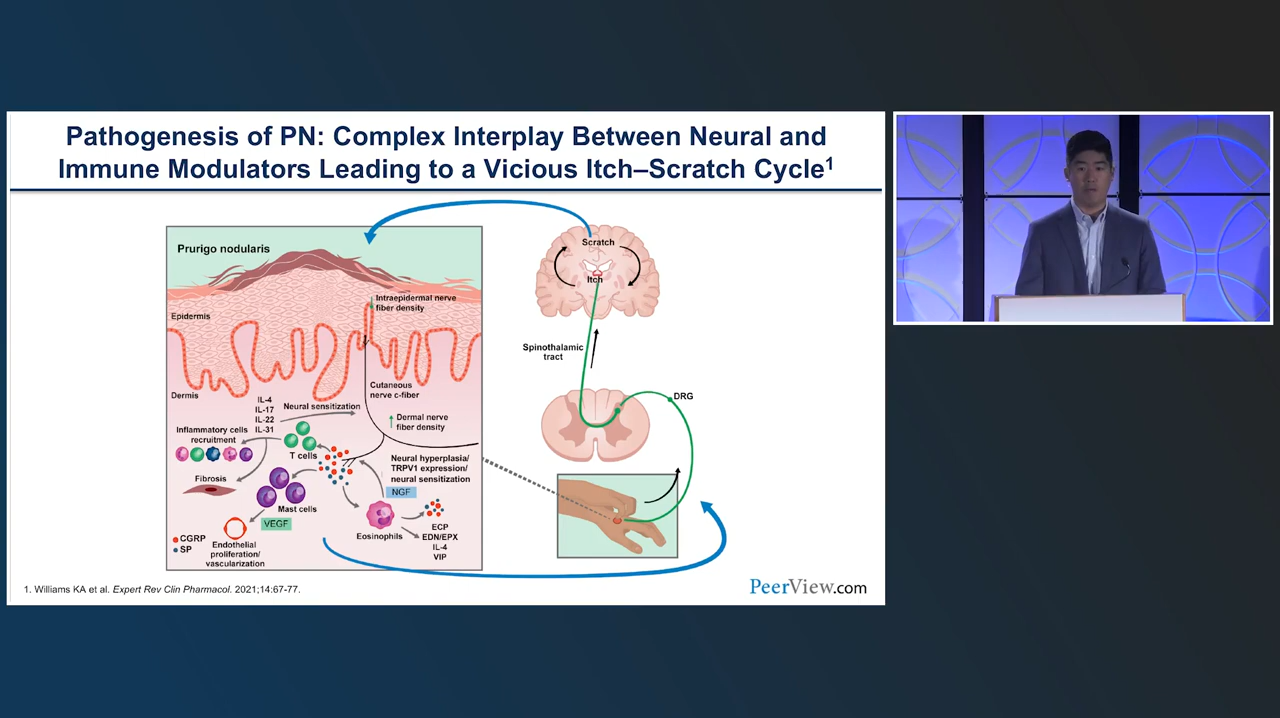 Pathogenesis of PN: Complex Interplay Between Neural and
Immune Modulators Leading to a Vicious Itch–Scratch Cycle¹
Prurigo nodularis
Intraepidermal nerve
fiber density
Epidermis
Dermis
Cutaneous
nerve c-fiber
IL-4
IL-17
IL-22
IL-31
Neural sensitization
↑ Dermal nerve
fiber density
Inflammatory cells
recruitment
T cells
Fibrosis
Mast cells
VEGF
Neural hyperplasia/
TRPV1 expression/
neural sensitization
NGF
Eosinophils
ECP
EDN/EPX
IL-4
VIP
CGRP
SP
Endothelial
proliferation/
vascularization
Scratch
Itch
Spinothalamic
tract
DRG
1. Williams KA et al. Expert Rev Clin Pharmacol. 2021;14:67-77.
PeerView.com